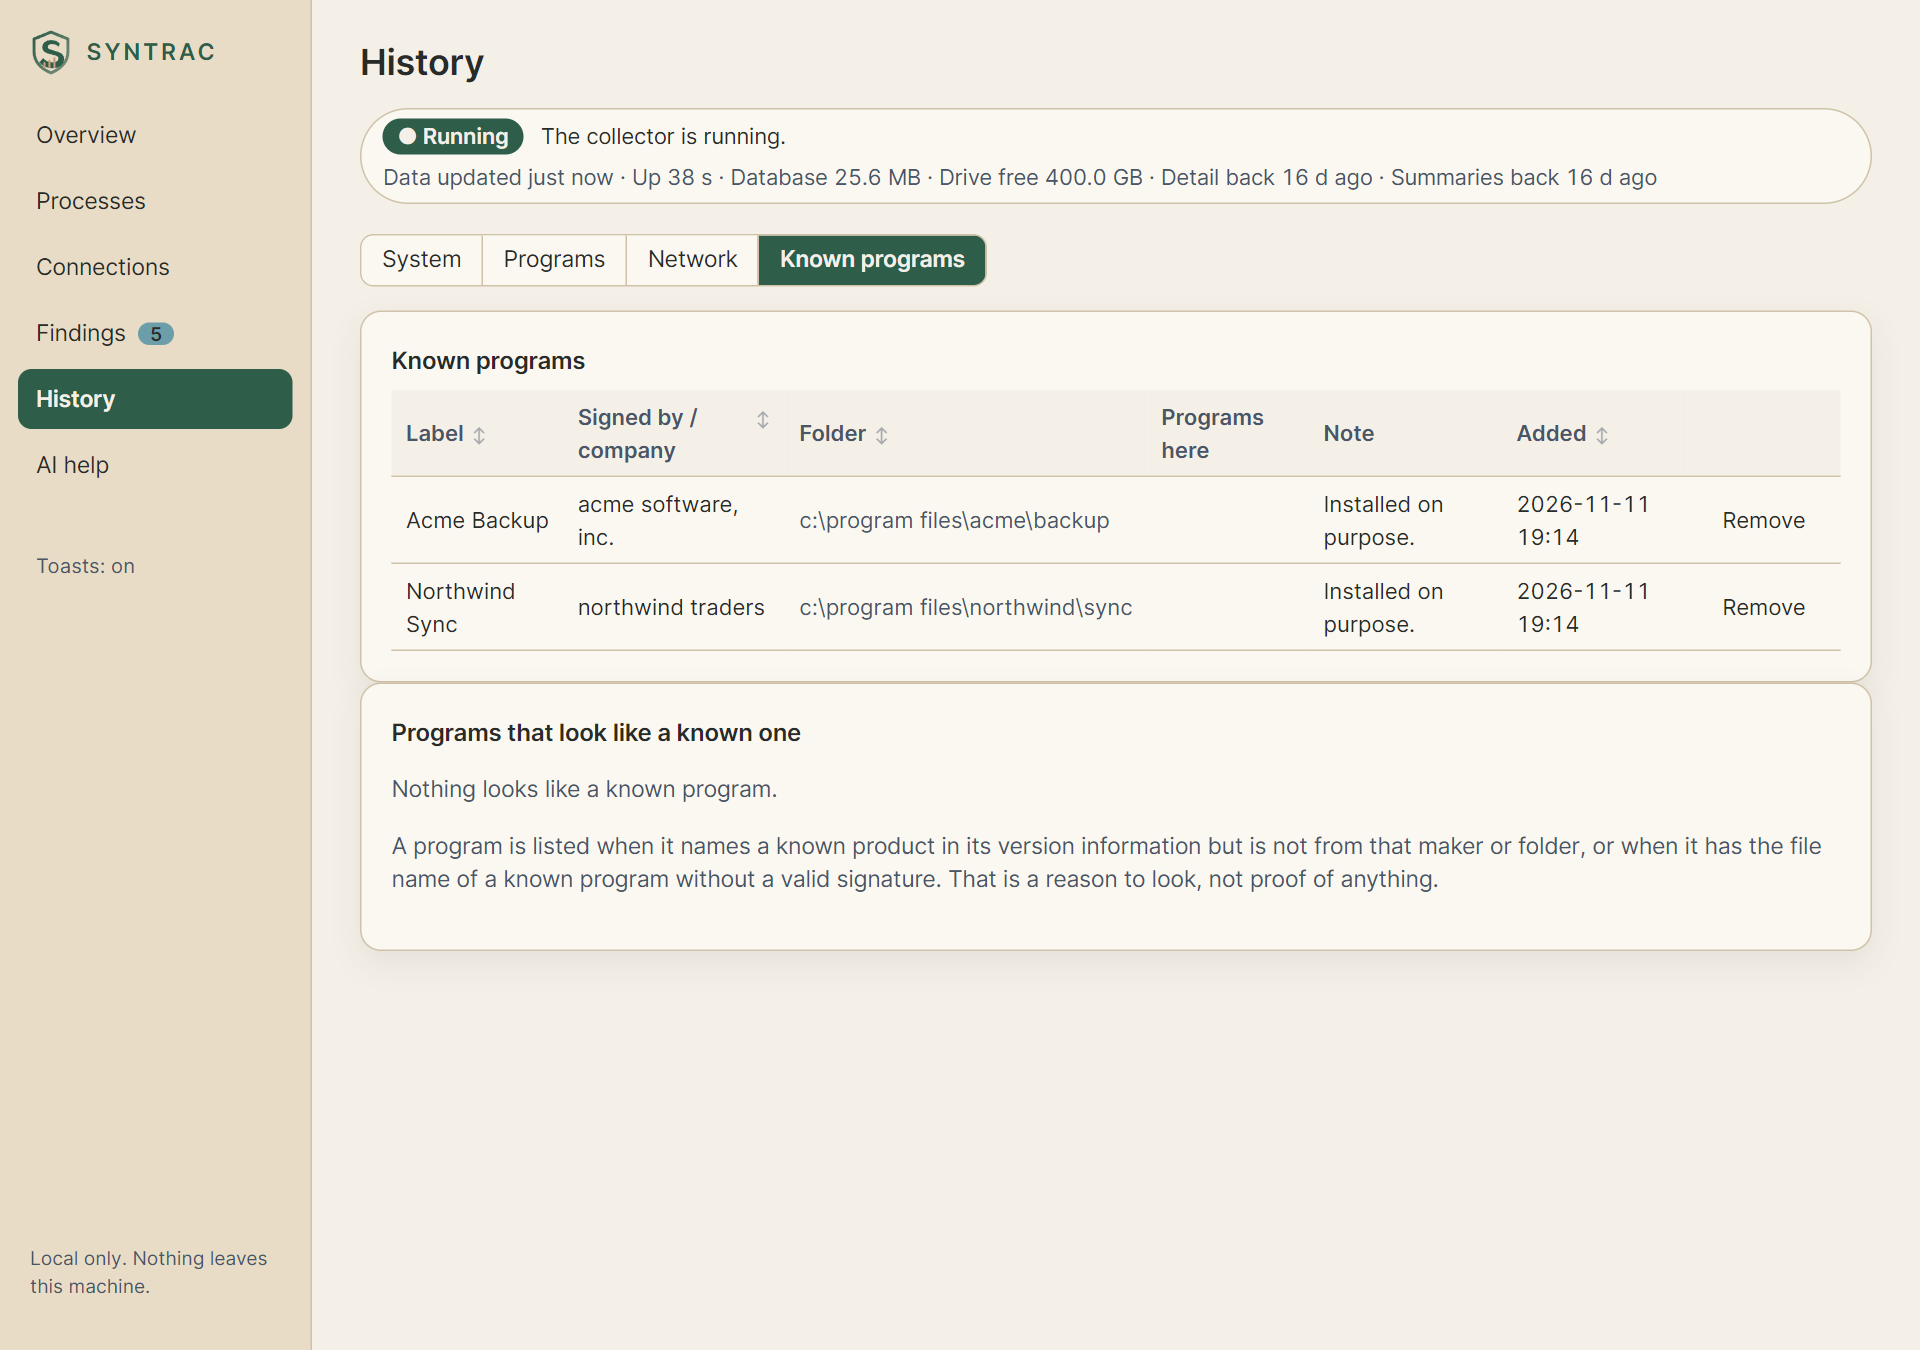 SYNTRAC
Overview
Processes
Connections
Findings 5
History
AI help
Toasts: on
Local only. Nothing leaves
this machine.
History
Running The collector is running.
Data updated just now · Up 38 s · Database 25.6 MB · Drive free 400.0 GB · Detail back 16 d ago · Summaries back 16 d ago
System Programs Network Known programs
Known programs
Label Signed by / company Folder Programs here Note Added
Acme Backup acme software, inc. c:\program files\acme\backup Installed on purpose. 2026-11-11 19:14 Remove
Northwind Sync northwind traders c:\program files\northwind\sync Installed on purpose. 2026-11-11 19:14 Remove
Programs that look like a known one
Nothing looks like a known program.
A program is listed when it names a known product in its version information but is not from that maker or folder, or when it has the file
name of a known program without a valid signature. That is a reason to look, not proof of anything.